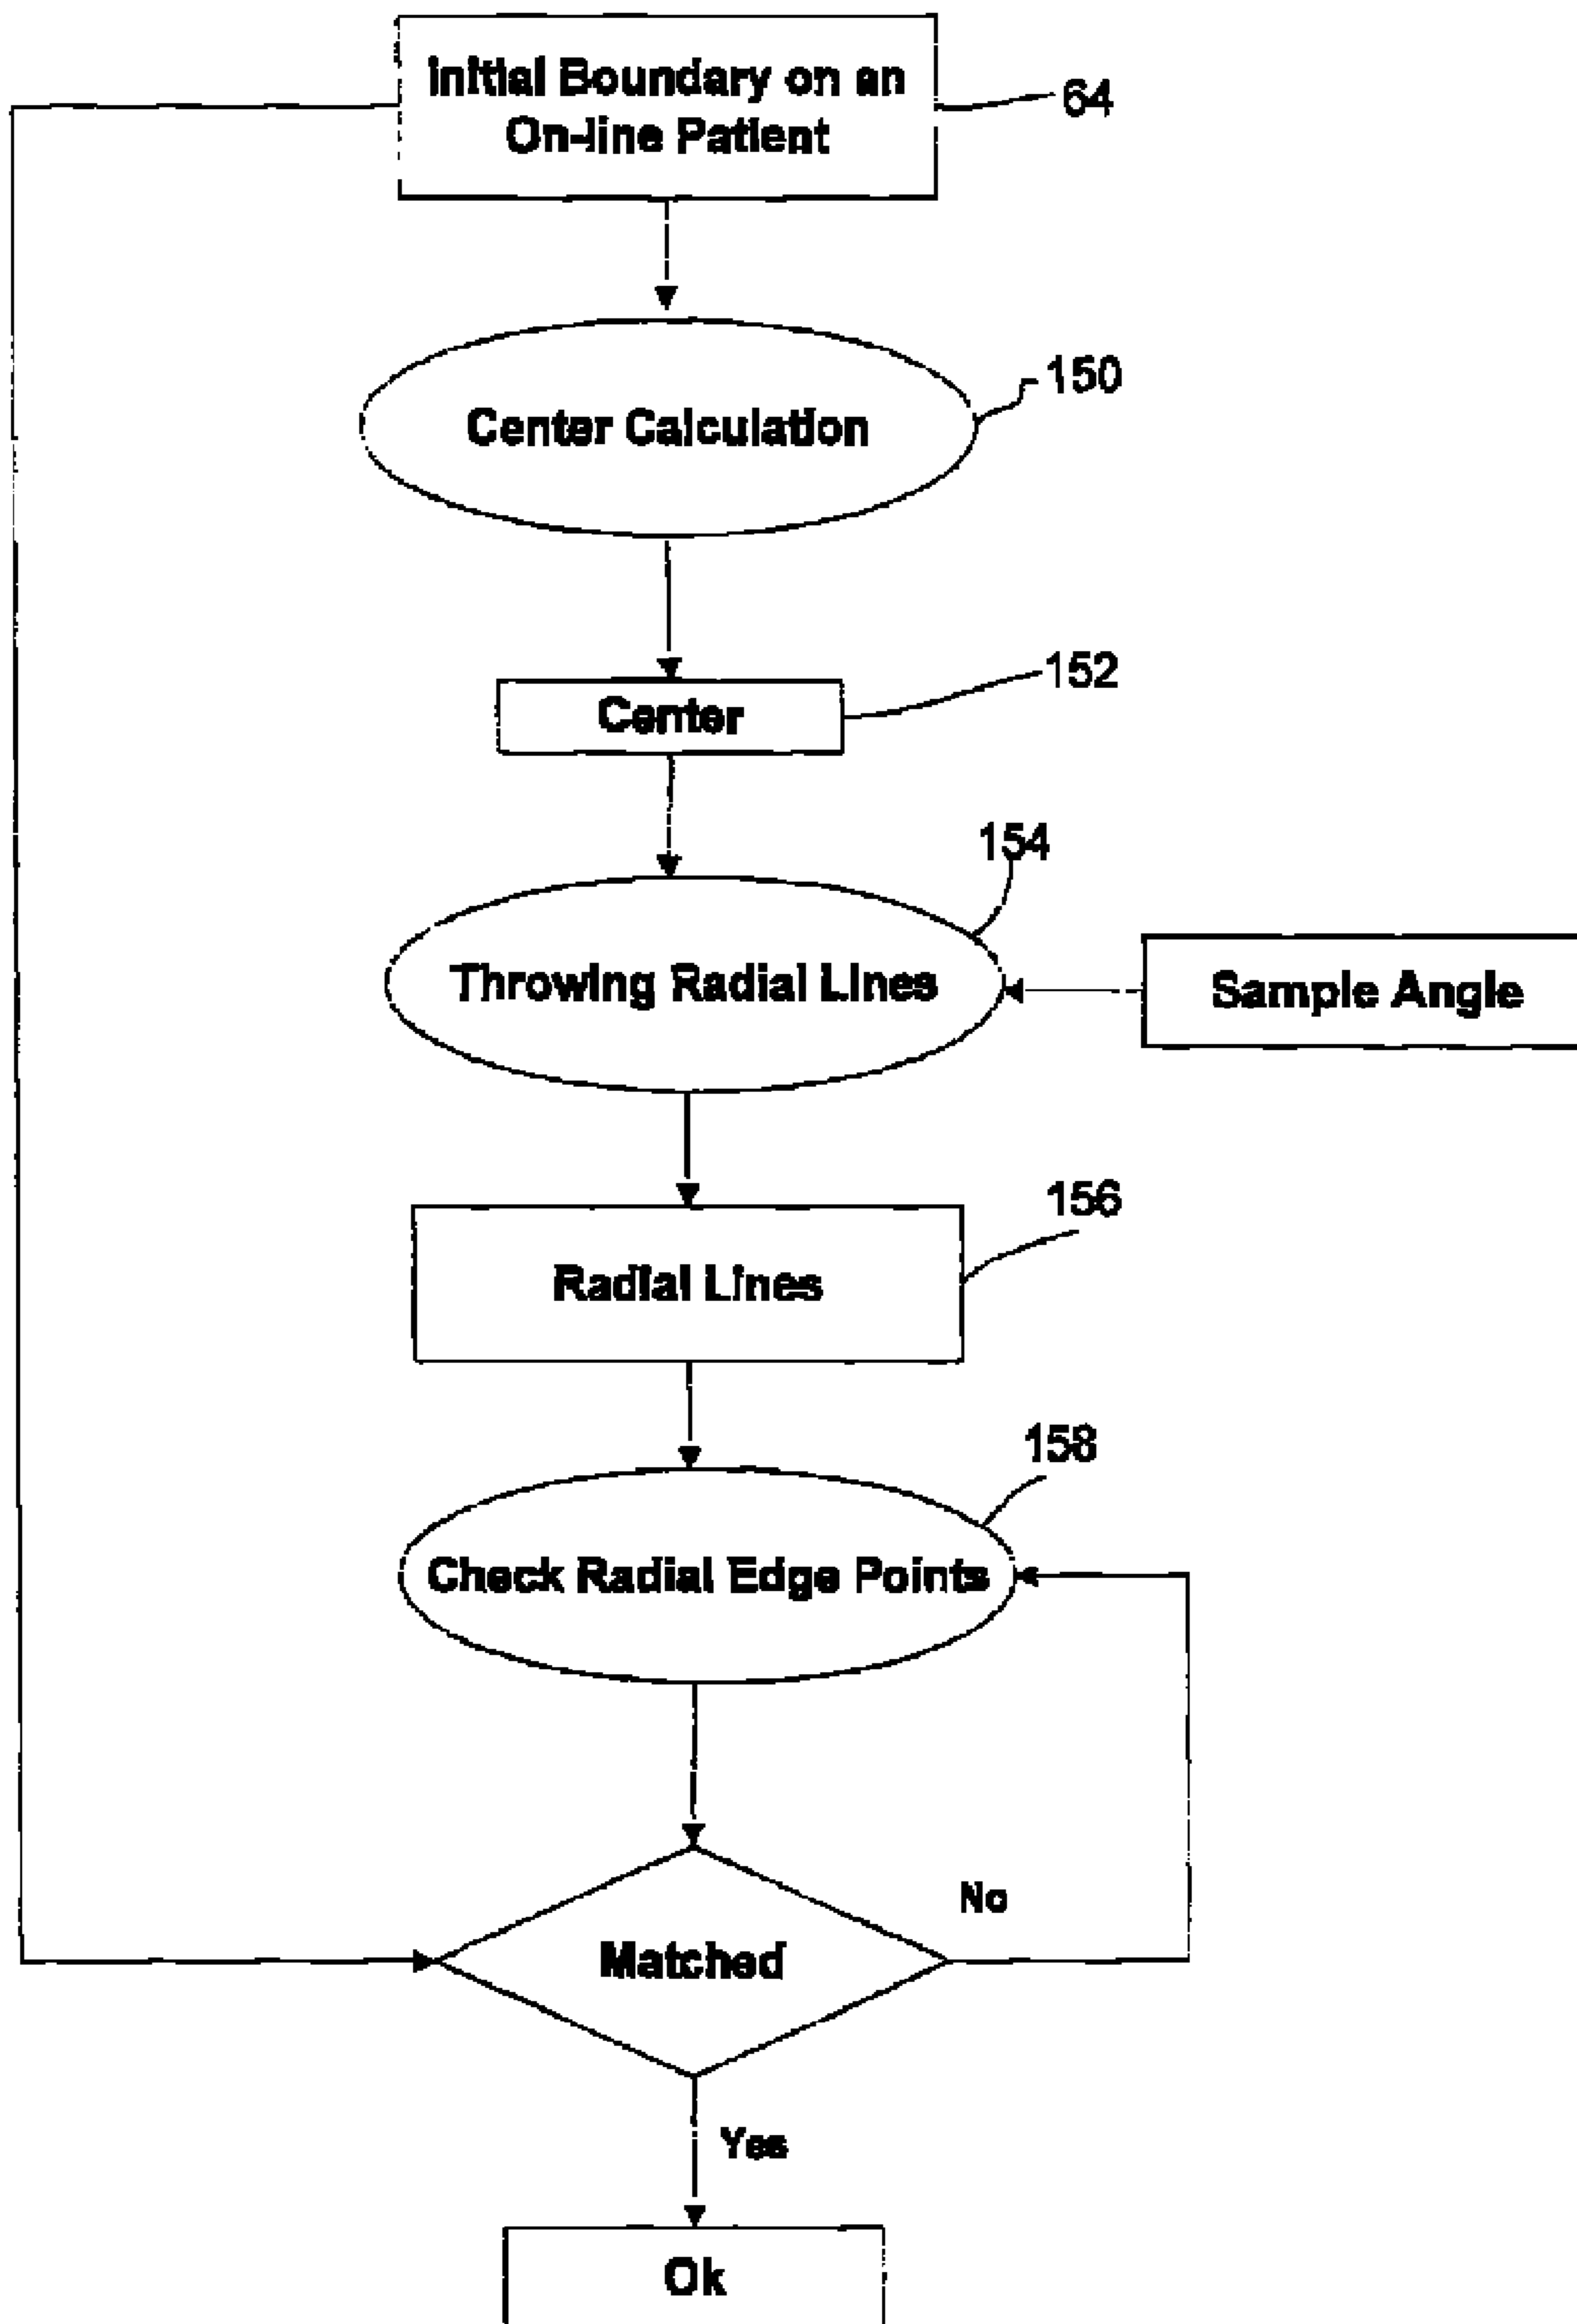 Initial Boundary on an
On-line Patient
64
Center Calculation
150
Center
152
154
Throwing Radial Lines
Sample Angle
156
Radial Lines
158
Check Radial Edge Points
No
Matched
Yes
Ok